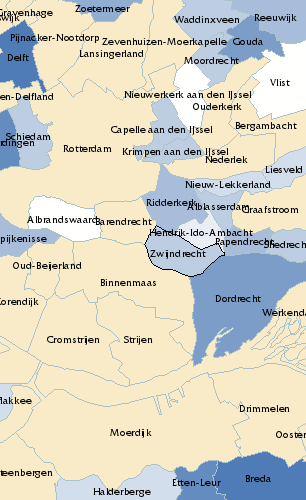 Gravenhage
Zoetermeer
Waddinxveen
Reeuwijk
wijk
Pijnacker-Nootdorp
Zevenhuizen-Moerkapelle
Gouda
Lansingerland
Delft
Moordrecht
Vlist
en-Delfland
Nieuwerkerk aan den IJssel
Ouderkerk
Bergambacht
Capelle aan den IJssel
Schiedam
dingen
Rotterdam
Krimpen aan den IJssel
Nederlek
Liesveld
Nieuw-Lekkerland
Ridderkerk
Alblasserdam
Graafstroom
Albrandswaard
Barendrecht
Hendrik-Ido-Ambacht
pijkenisse
Papendrecht
Sliedrecht
Zwijndrecht
Oud-Beijerland
Binnenmaas
Korendijk
Dordrecht
Werkenda
Cromstrijen
Strijen
flakkee
Drimmelen
Moerdijk
Ooster
teenbergen
Halderberge
Etten-Leur
Breda